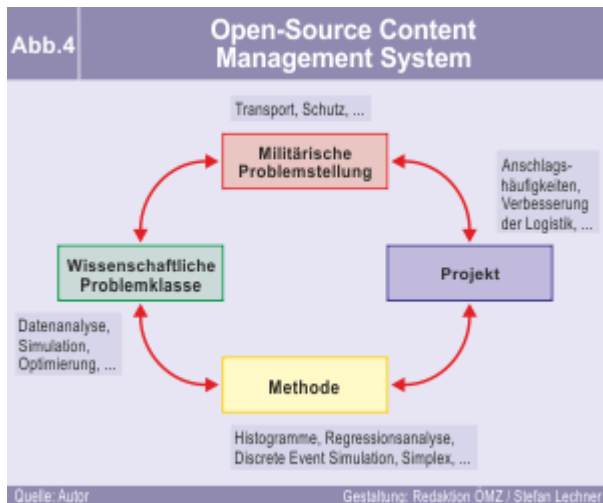 Abb.4
Open-Source Content
Management System
Transport, Schutz, ...
Militärische
Problemstellung
Anschlags-
häufigkeiten,
Verbesserung
der Logistik, ...
Wissenschaftliche
Problemklasse
Projekt
Datenanalyse,
Simulation,
Optimierung, ...
Methode
Histogramme, Regressionsanalyse,
Discrete Event Simulation, Simplex, ...
Quelle: Autor
Gestaltung: Redaktion ÖMZ / Stefan Lechner